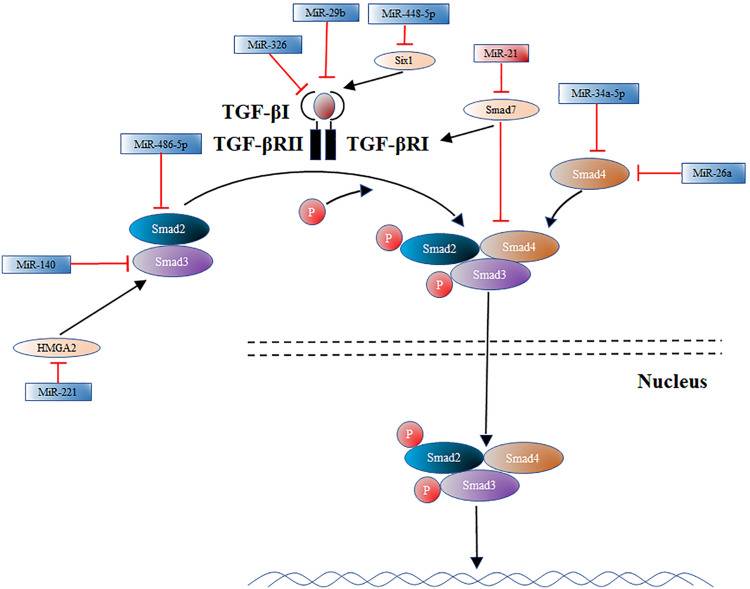 MiR-29b
MiR-448-5p
MiR-326
MiR-21
Six1
MiR-34a-5p
TGF-βI
Smad7
MiR-486-5p
TGF-βRII
TGF-βRI
Smad4
MiR-26a
P
Smad2
P
Smad2
Smad4
Smad3
MiR-140
Smad3
P
HMGA2
Nucleus
MiR-221
P
Smad2
Smad4
Smad3
P